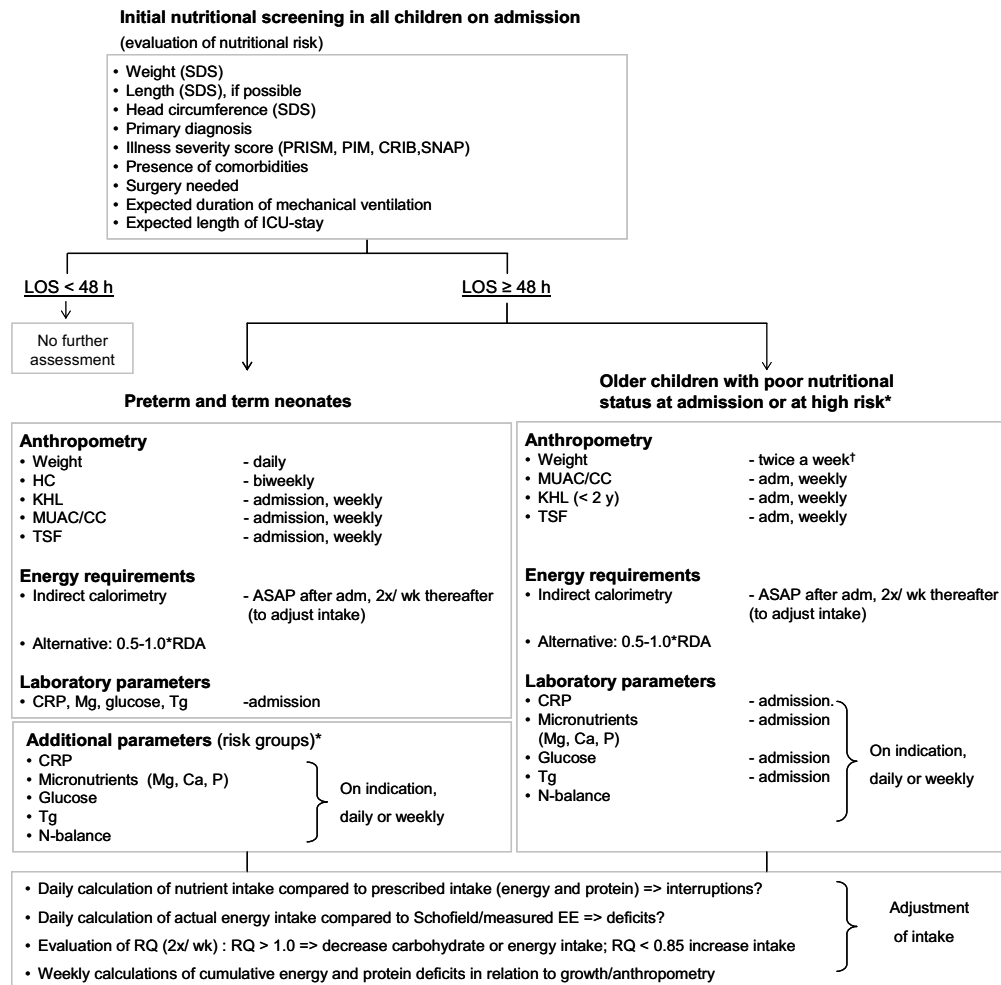 Initial nutritional screening in all children on admission
(evaluation of nutritional risk)
• Weight (SDS)
• Length (SDS), if possible
• Head circumference (SDS)
• Primary diagnosis
• Illness severity score (PRISM, PIM, CRIB,SNAP)
• Presence of comorbidities
• Surgery needed
• Expected duration of mechanical ventilation
• Expected length of ICU-stay
LOS < 48 h
LOS ≥ 48 h
No further
assessment
Preterm and term neonates
Older children with poor nutritional
status at admission or at high risk*
Anthropometry
• Weight - daily
• HC - biweekly
• KHL - admission, weekly
• MUAC/CC - admission, weekly
• TSF - admission, weekly
Energy requirements
• Indirect calorimetry - ASAP after adm, 2x/ wk thereafter
(to adjust intake)
• Alternative: 0.5-1.0*RDA
Laboratory parameters
• CRP, Mg, glucose, Tg -admission
Additional parameters (risk groups)*
• CRP
• Micronutrients (Mg, Ca, P)
• Glucose
• Tg
• N-balance
On indication,
daily or weekly
Anthropometry
• Weight - twice a week†
• MUAC/CC - adm, weekly
• KHL (< 2 y) - adm, weekly
• TSF - adm, weekly
Energy requirements
• Indirect calorimetry - ASAP after adm, 2x/ wk thereafter
(to adjust intake)
• Alternative: 0.5-1.0*RDA
Laboratory parameters
• CRP - admission.
• Micronutrients - admission
(Mg, Ca, P)
• Glucose - admission
• Tg - admission
• N-balance
On indication,
daily or weekly
• Daily calculation of nutrient intake compared to prescribed intake (energy and protein) => interruptions?
• Daily calculation of actual energy intake compared to Schofield/measured EE => deficits?
• Evaluation of RQ (2x/ wk) : RQ > 1.0 => decrease carbohydrate or energy intake; RQ < 0.85 increase intake
• Weekly calculations of cumulative energy and protein deficits in relation to growth/anthropometry
Adjustment
of intake